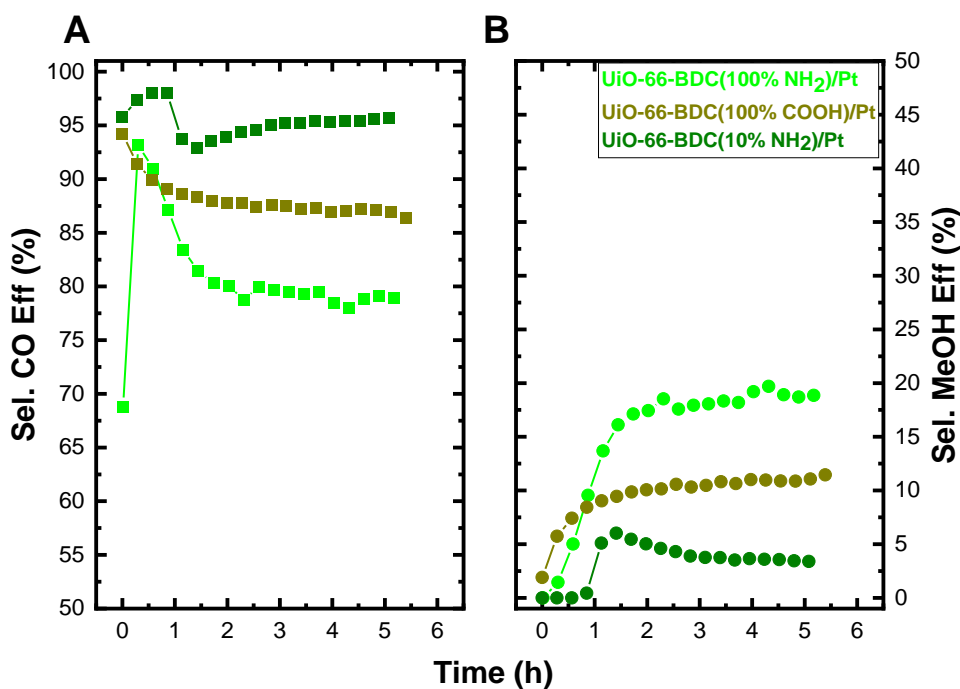 A
B
Sel. CO Eff (%)
100
95
90
85
80
75
70
65
60
55
50
0 1 2 3 4 5 6
UiO-66-BDC(100% NH2)/Pt
UiO-66-BDC(100% COOH)/Pt
UiO-66-BDC(10% NH2)/Pt
50
45
40
35
30
25
20
15
10
5
0
Sel. MeOH Eff (%)
0 1 2 3 4 5 6
Time (h)